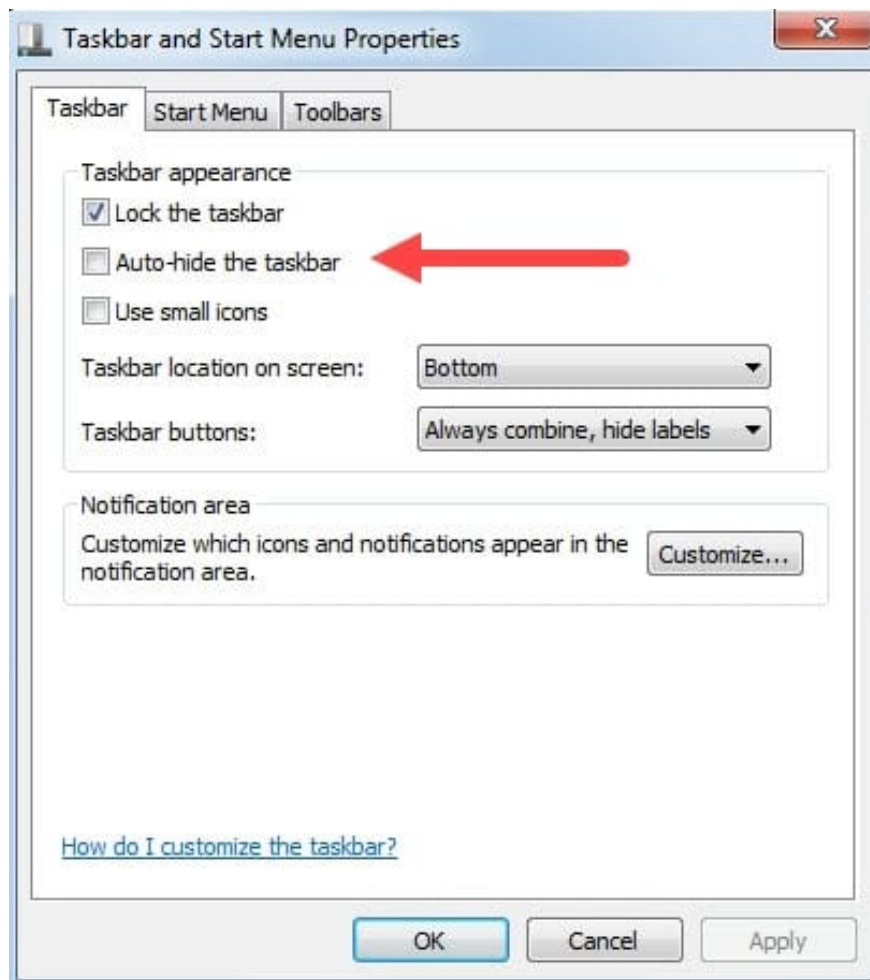 Taskbar and Start Menu Properties
Taskbar
Start Menu
Toolbars
Taskbar appearance
Lock the taskbar
Auto-hide the taskbar
Use small icons
Taskbar location on screen:
Bottom
Taskbar buttons:
Always combine, hide labels
Notification area
Customize which icons and notifications appear in the
notification area.
Customize...
How do I customize the taskbar?
OK
Cancel
Apply